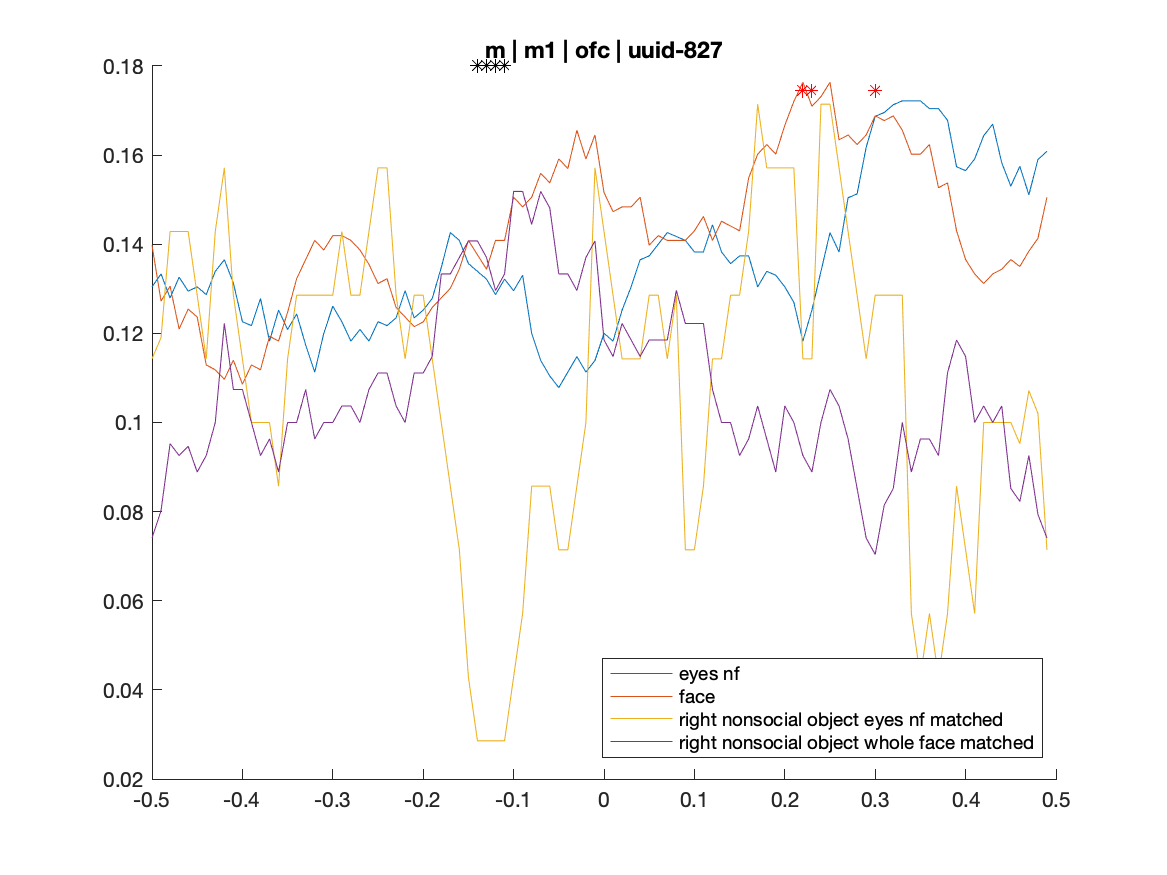 m | m1 | ofc | uuid-827
0.18
0.16
0.14
0.12
0.1
0.08
0.06
0.04
0.02
-0.5 -0.4 -0.3 -0.2 -0.1 0 0.1 0.2 0.3 0.4 0.5
eyes nf
face
right nonsocial object eyes nf matched
right nonsocial object whole face matched